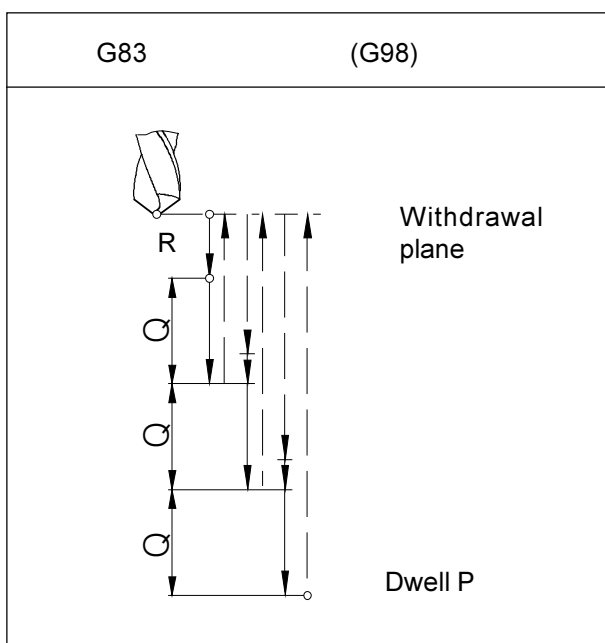 G83 (G98)
Withdrawal
plane
R
Q
Q
Q
Dwell P